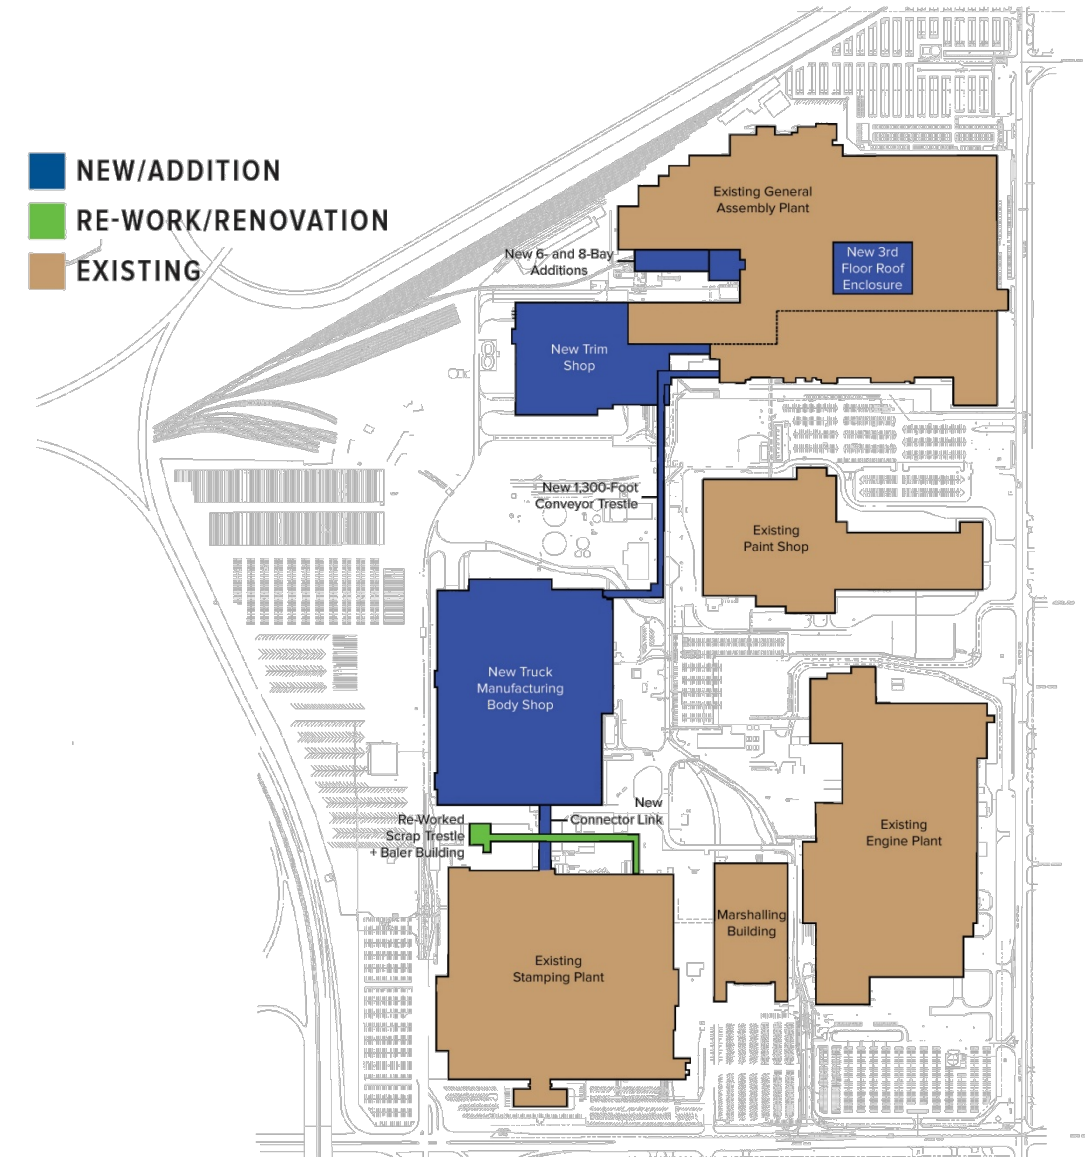 NEW/ADDITION
RE-WORK/RENOVATION
EXISTING
Existing General
Assembly Plant
New 6- and 8-Bay
Additions
New 3rd
Floor Roof
Enclosure
New Trim
Shop
New 1,300-Foot
Conveyor Trestle
Existing
Paint Shop
New Truck
Manufacturing
Body Shop
New
Connector Link
Re-Worked
Scrap Trestle
+ Baler Building
Existing
Engine Plant
Marshalling
Building
Existing
Stamping Plant